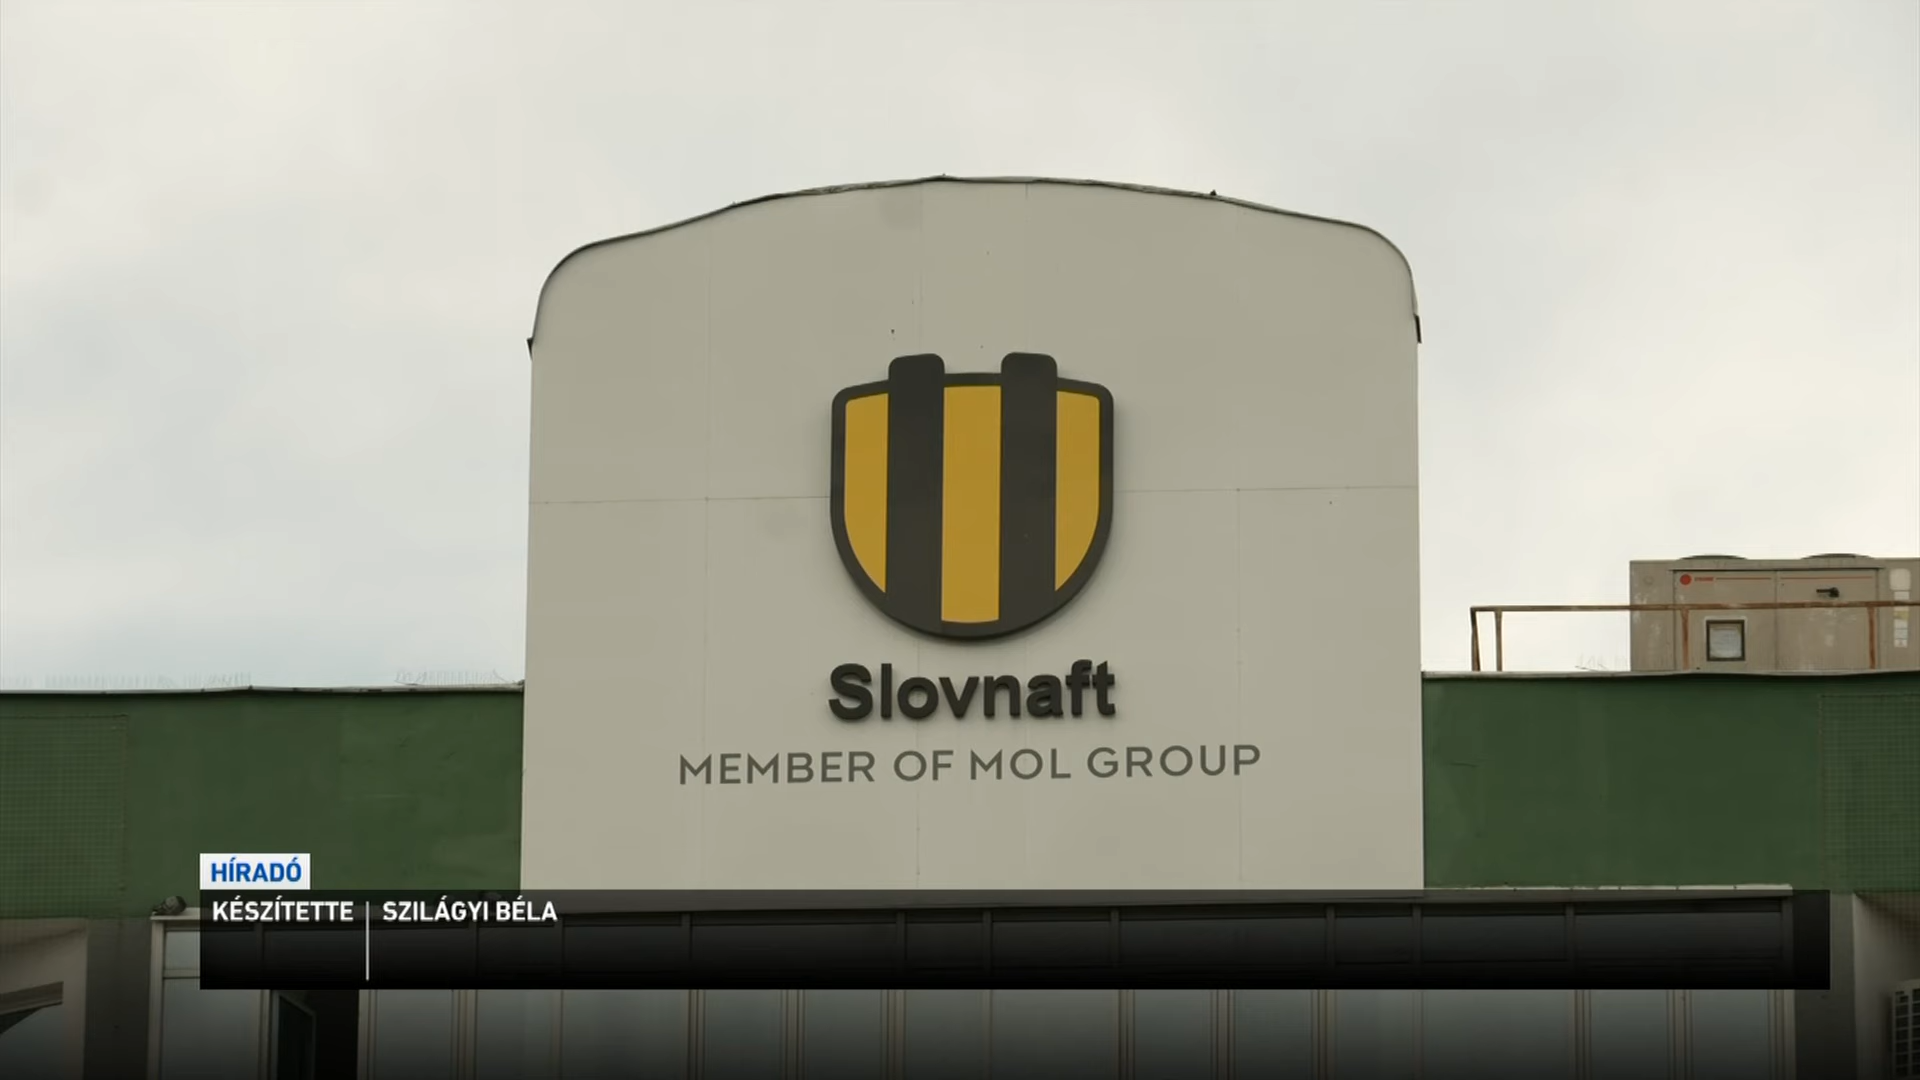 Slovnaft
MEMBER OF MOL GROUP
HÍRADÓ
KÉSZÍTETTE | SZILÁGYI BÉLA